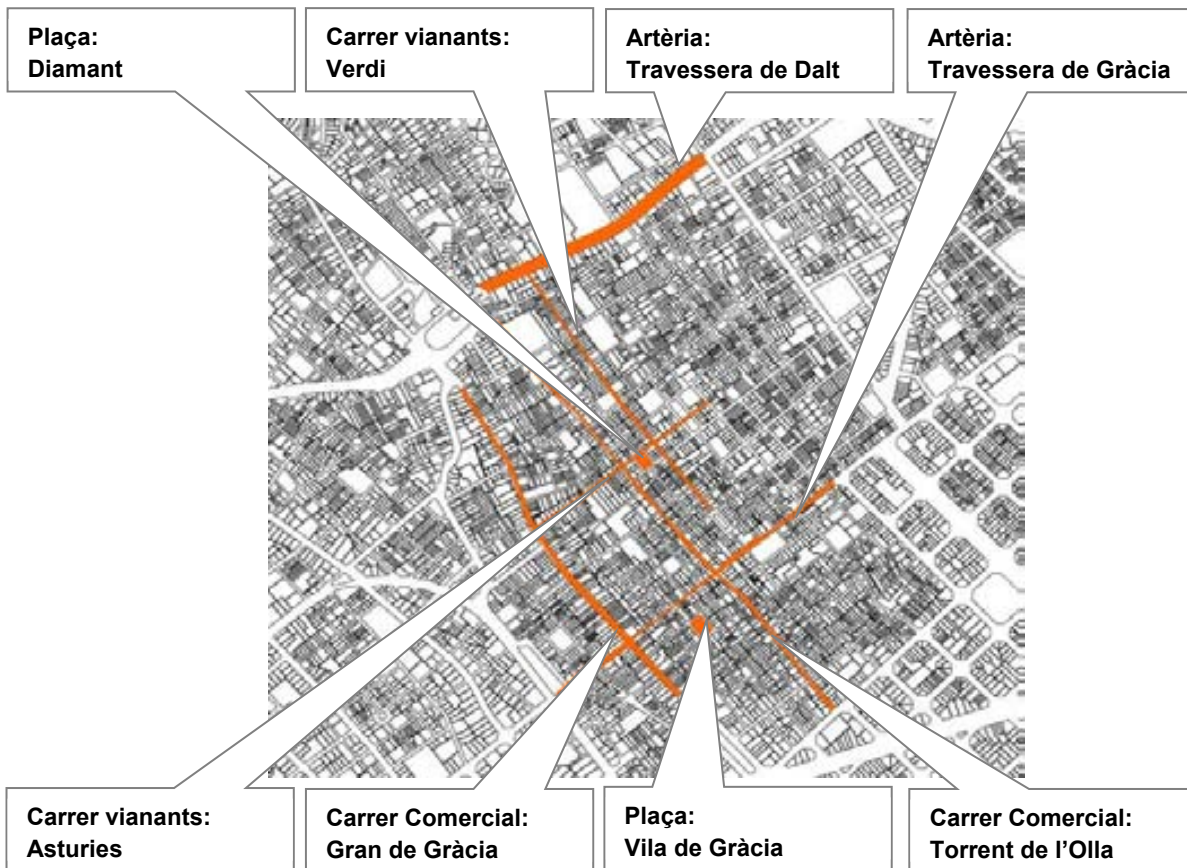 Plaça:
Diamant
Carrer vianants:
Verdi
Artèria:
Travessera de Dalt
Artèria:
Travessera de Gràcia
Carrer vianants:
Asturies
Carrer Comercial:
Gran de Gràcia
Plaça:
Vila de Gràcia
Carrer Comercial:
Torrent de l’Olla